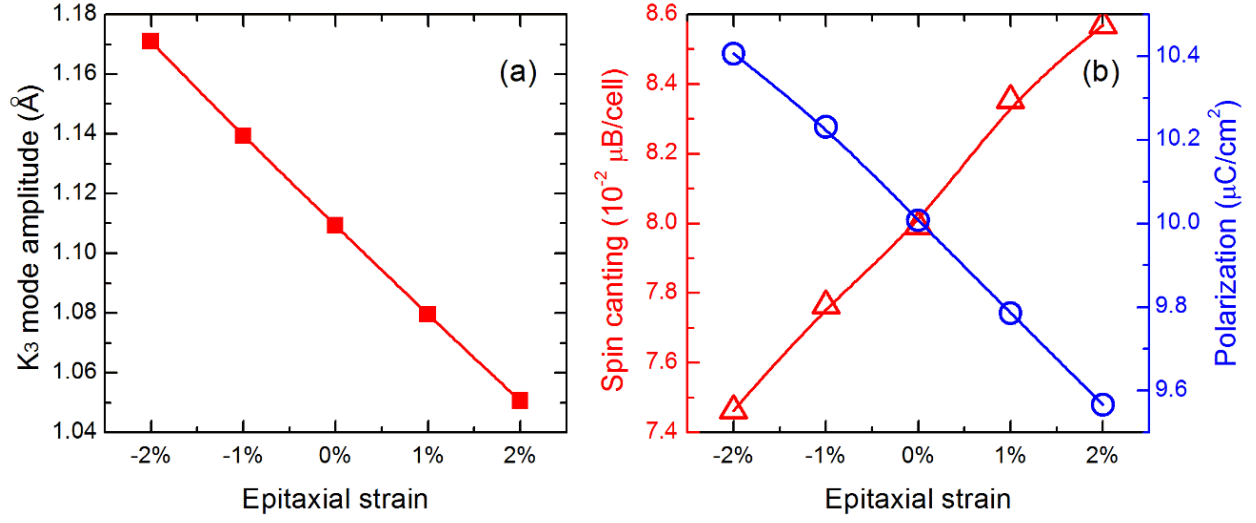 (a)
K₃ mode amplitude (Å)
1.18
1.16
1.14
1.12
1.10
1.08
1.06
1.04
-2% -1% 0% 1% 2%
Epitaxial strain
(b)
Spin canting (10⁻² μB/cell)
8.6
8.4
8.2
8.0
7.8
7.6
7.4
Polarization (μC/cm²)
10.4
10.2
10.0
9.8
9.6
-2% -1% 0% 1% 2%
Epitaxial strain